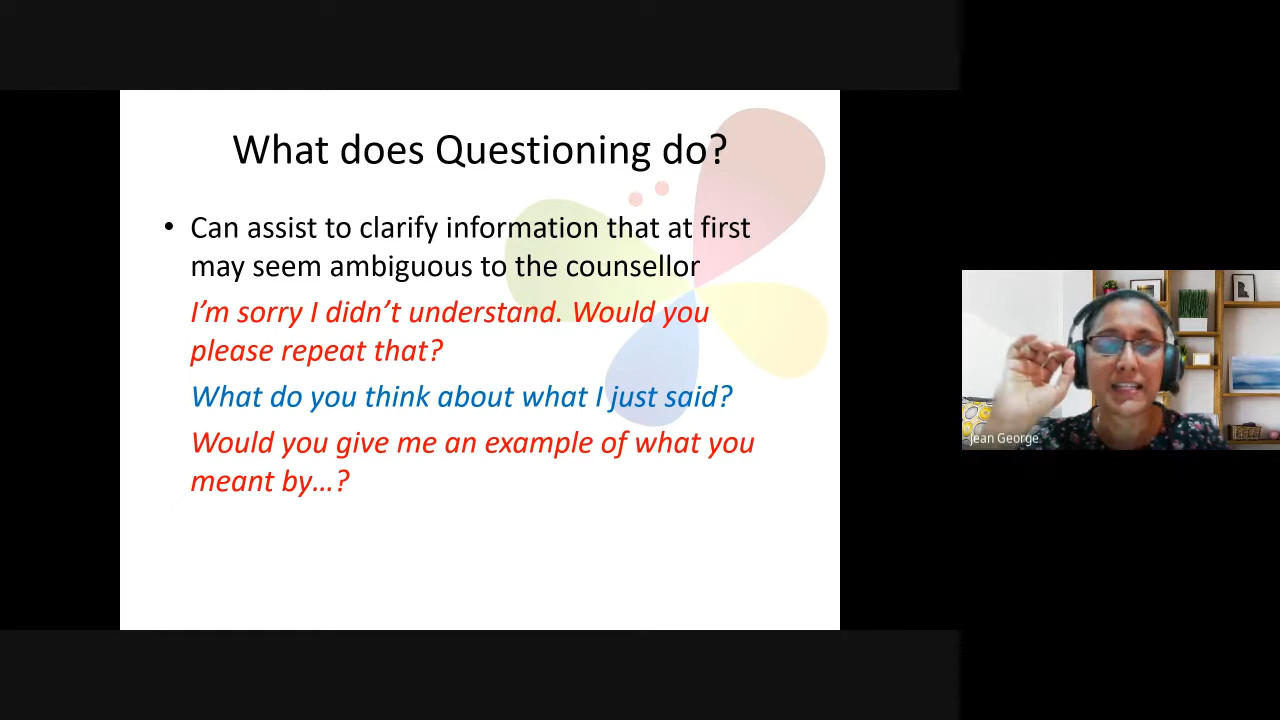 What does Questioning do?
• Can assist to clarify information that at first
may seem ambiguous to the counsellor
I’m sorry I didn’t understand. Would you
please repeat that?
What do you think about what I just said?
Would you give me an example of what you
meant by…?
Jean George